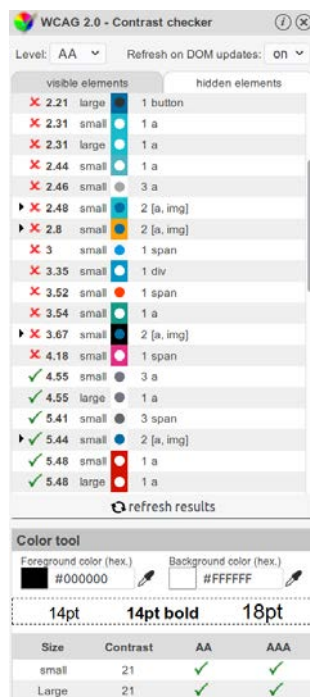 WCAG 2.0 - Contrast checker
Level: AA Refresh on DOM updates: on
visible elements hidden elements
2.21 large 1 button
2.31 small 1 a
2.31 large 1 a
2.44 small 1 a
2.46 small 3 a
2.48 small 2 [a, img]
2.8 small 2 [a, img]
3 small 1 span
3.35 small 1 div
3.52 small 1 span
3.54 small 1 a
3.67 small 2 [a, img]
4.18 small 1 span
4.55 small 3 a
4.55 large 1 a
5.41 small 3 span
5.44 small 2 [a, img]
5.48 small 1 a
5.48 large 1 a
refresh results
Color tool
Foreground color (hex.) Background color (hex.)
#000000 #FFFFFF
14pt 14pt bold 18pt
Size Contrast AA AAA
small 21
Large 21